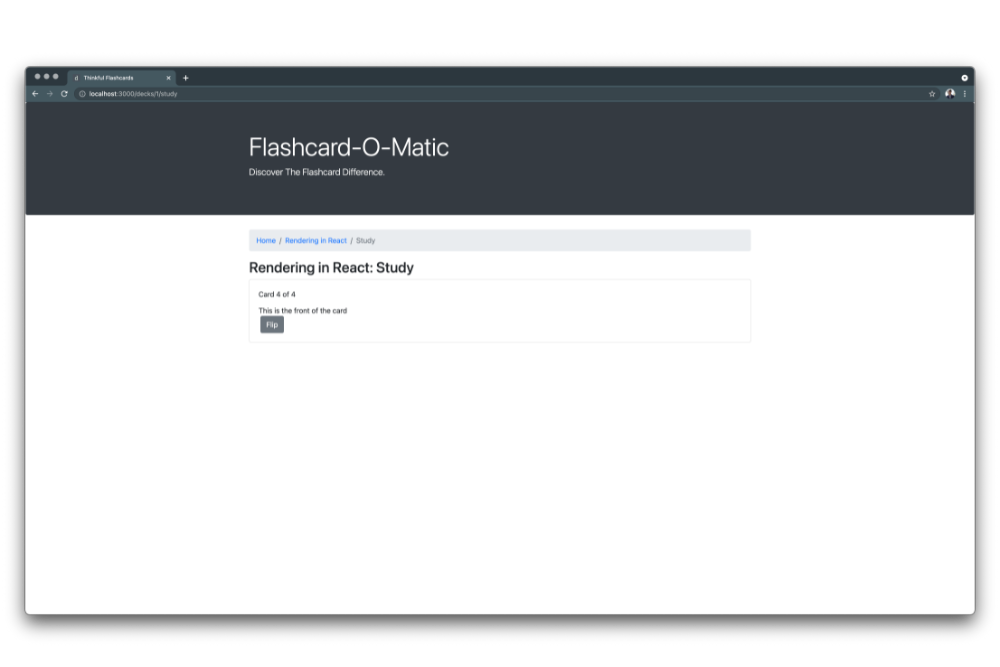 Thinkful Flashcards
localhost:3000/decks/1/study
Flashcard-O-Matic
Discover The Flashcard Difference.
Home / Rendering in React / Study
Rendering in React: Study
Card 4 of 4
This is the front of the card
Flip